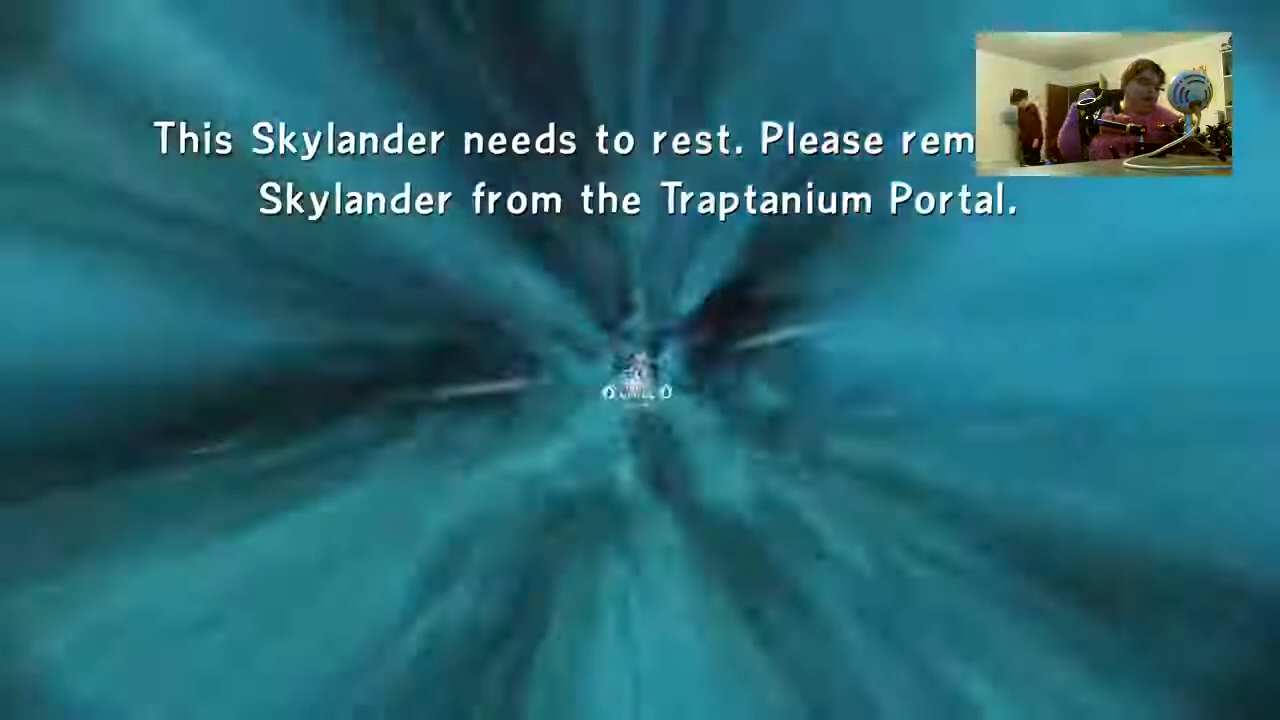 This Skylander needs to rest. Please rem
Skylander from the Traptanium Portal.